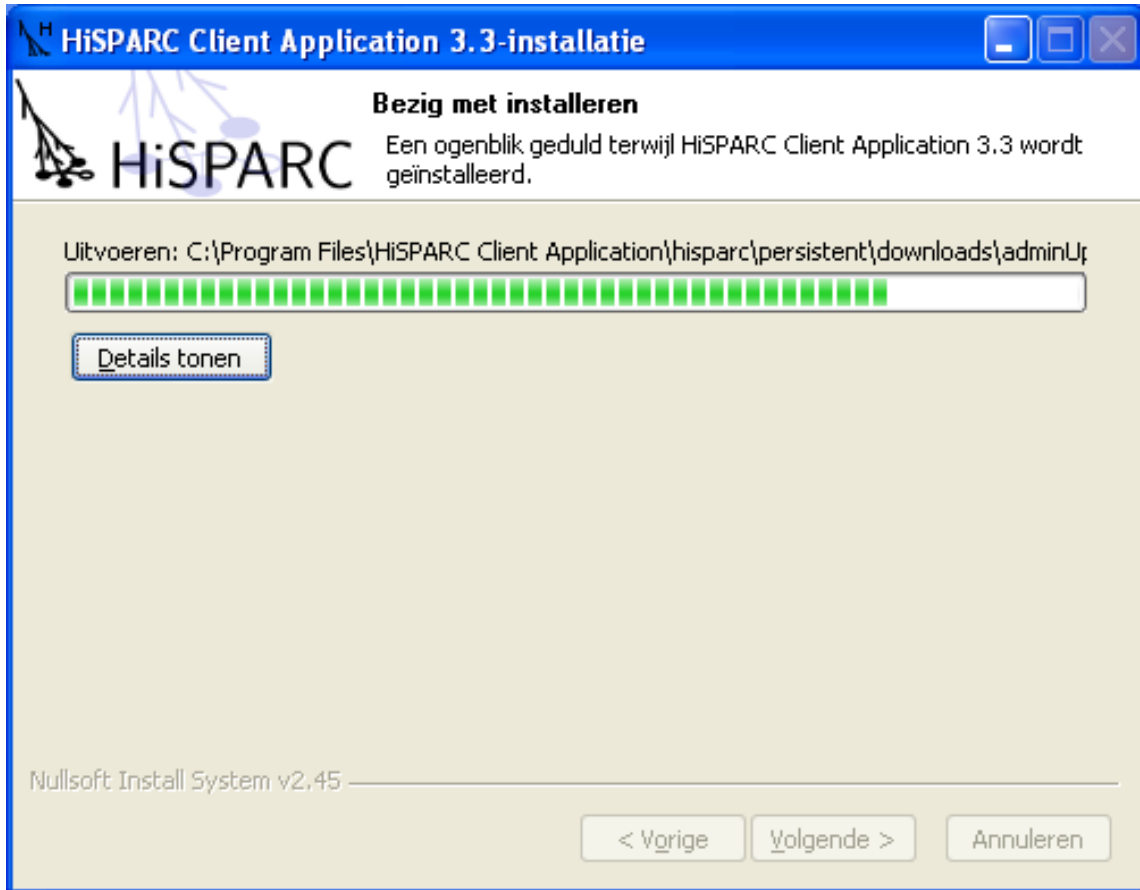 HiSPARC Client Application 3.3-installatie
HiSPARC
Bezig met installeren
Een ogenblik geduld terwijl HiSPARC Client Application 3.3 wordt
geïnstalleerd.
Uitvoeren: C:\Program Files\HiSPARC Client Application\hisparc\persistent\downloads\adminUp
Details tonen
Nullsoft Install System v2.45
< Vorige
Volgende >
Annuleren